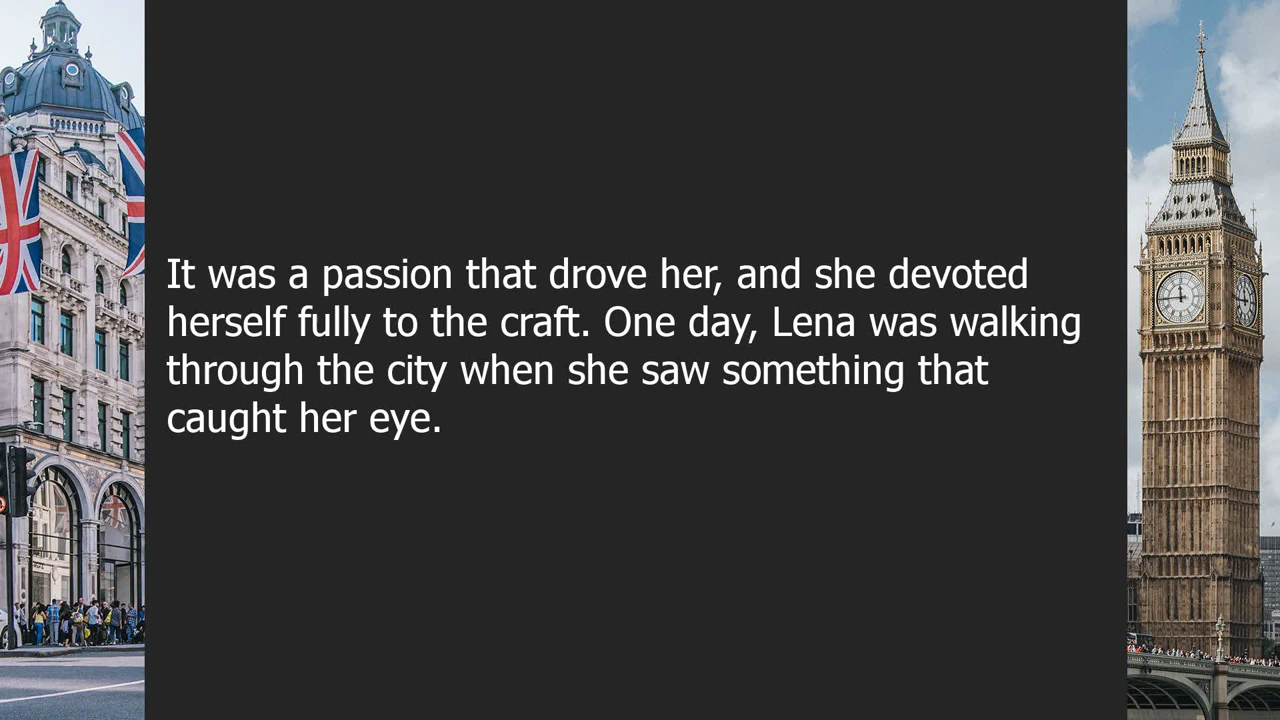 It was a passion that drove her, and she devoted
herself fully to the craft. One day, Lena was walking
through the city when she saw something that
caught her eye.